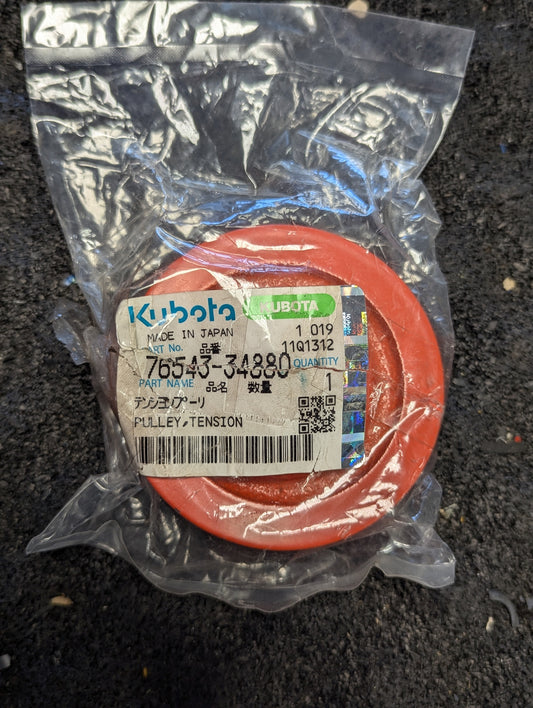 Kubota KUBOTA
MADE IN JAPAN 1 019
PART No. 品番 11Q1312
76543-34880 QUANTITY
PART NAME 品名 数量 1
テンションプーリ
PULLEY,TENSION